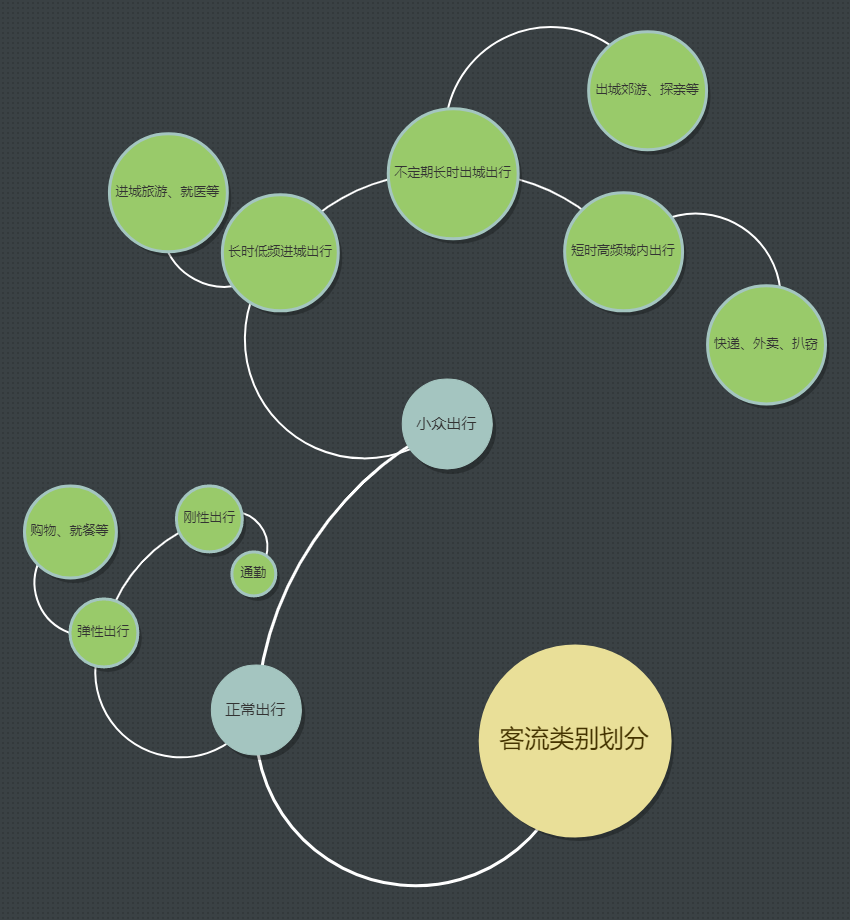 出城郊游、探亲等
不定期长时出城出行
进城旅游、就医等
长时低频进城出行
短时高频城内出行
快递、外卖、扒窃
小众出行
购物、就餐等
刚性出行
通勤
弹性出行
正常出行
客流类别划分